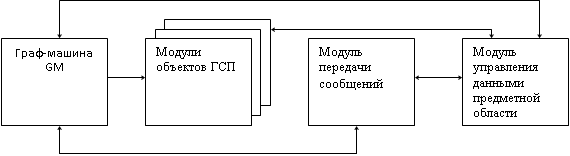 Граф-машина
GM
Модули
объектов ГСП
Модуль
передачи
сообщений
Модуль
управления
данными
предметной
области